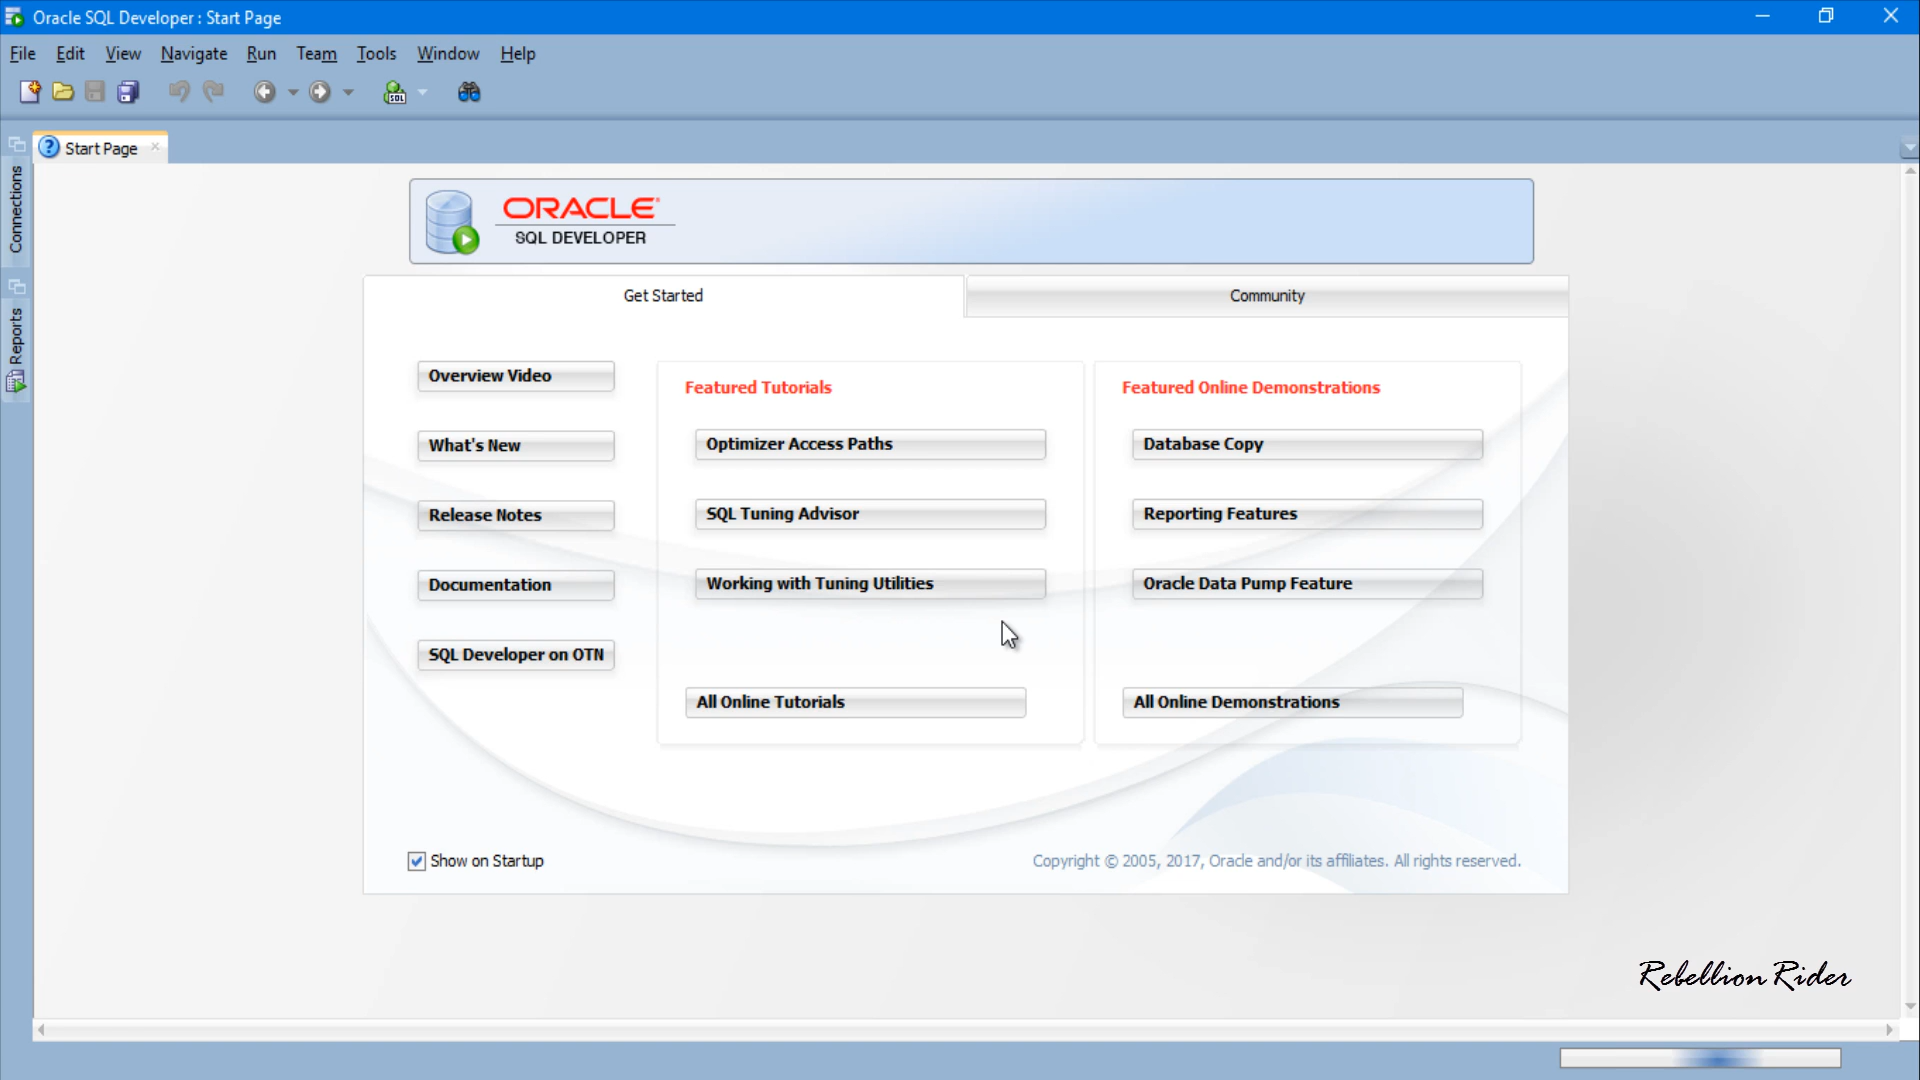 Oracle SQL Developer : Start Page
File Edit View Navigate Run Team Tools Window Help
SQL
Start Page
Connections
Reports
ORACLE
SQL DEVELOPER
Get Started
Community
Overview Video
What's New
Release Notes
Documentation
SQL Developer on OTN
Featured Tutorials
Optimizer Access Paths
SQL Tuning Advisor
Working with Tuning Utilities
All Online Tutorials
Featured Online Demonstrations
Database Copy
Reporting Features
Oracle Data Pump Feature
All Online Demonstrations
Show on Startup
Copyright © 2005, 2017, Oracle and/or its affiliates. All rights reserved.
Rebellion Rider